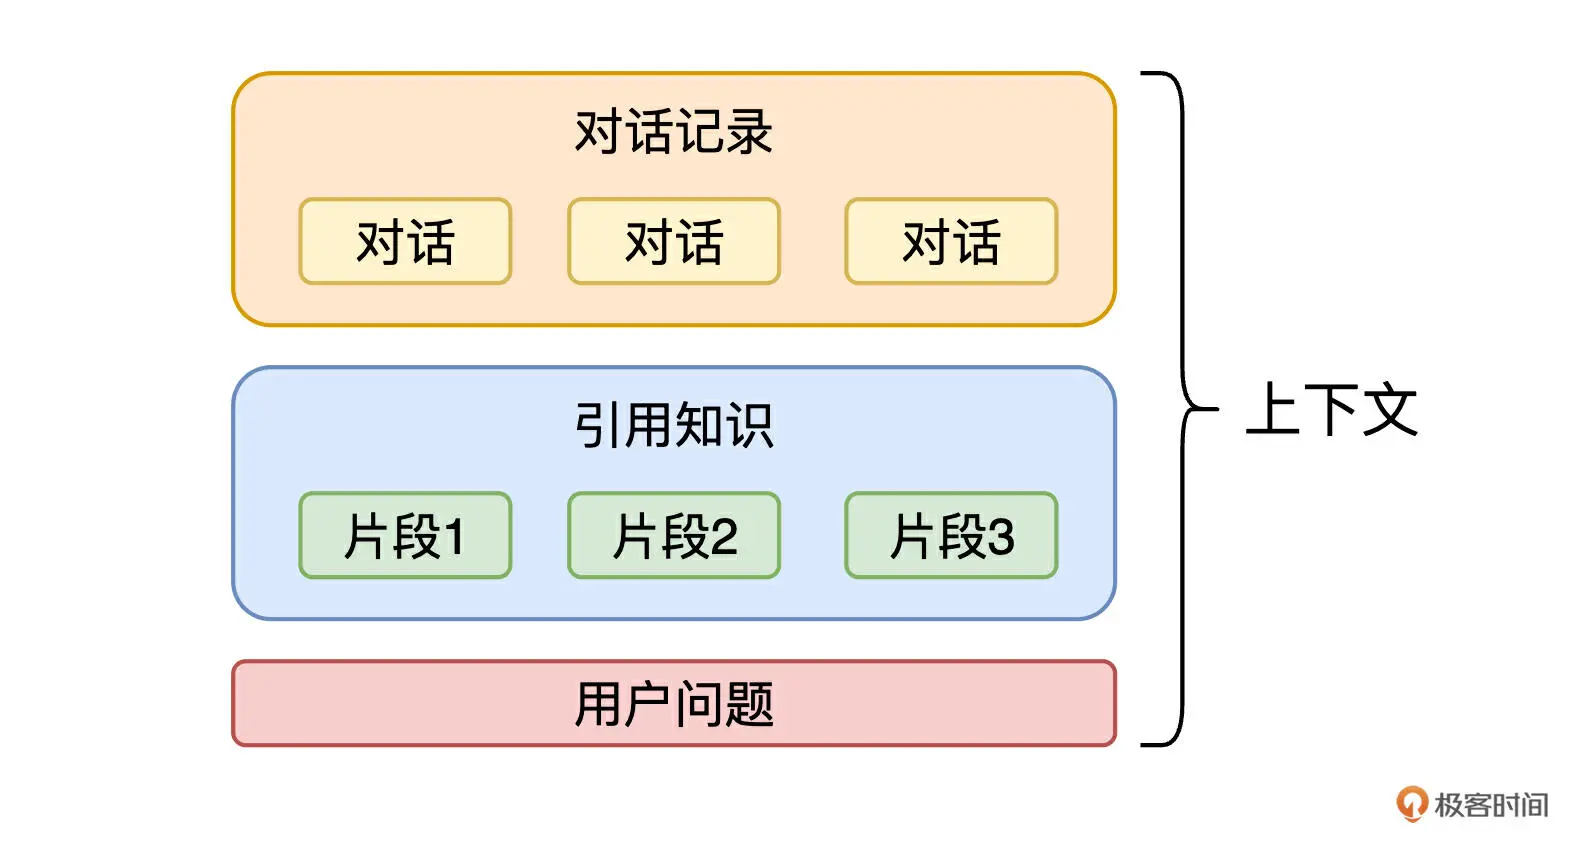 对话记录
对话 对话 对话
引用知识
片段1 片段2 片段3
用户问题
上下文
极客时间